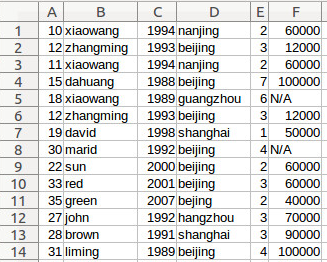 A B C D E F
1 10 xiaowang 1994 nanjing 2 60000
2 12 zhangming 1993 beijing 3 12000
3 11 xiaowang 1994 nanjing 2 60000
4 15 dahuang 1988 beijing 7 100000
5 18 xiaowang 1989 guangzhou 6 N/A
6 12 zhangming 1993 beijing 3 12000
7 19 david 1998 shanghai 1 50000
8 30 marid 1992 beijing 4 N/A
9 22 sun 2000 beijing 2 60000
10 33 red 2001 beijing 3 60000
11 35 green 2007 bejing 2 40000
12 27 john 1992 hangzhou 3 70000
13 28 brown 1991 shanghai 3 90000
14 31 liming 1989 beijing 4 100000